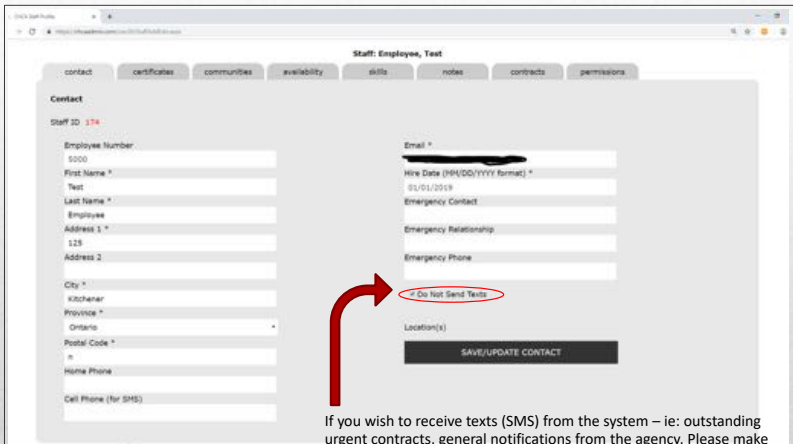 Staff: Employee, Test
contact certificates communities availability skills notes contracts permissions
Contact
Staff ID 174
Employee Number
5000
First Name *
Test
Last Name *
Employee
Address 1 *
125
Address 2
City *
Kitchener
Province *
Ontario
Postal Code *
n
Home Phone
Cell Phone (for SMS)
Email *
Hire Date (MM/DD/YYYY format) *
01/01/2019
Emergency Contact
Emergency Relationship
Emergency Phone
Do Not Send Texts
Location(s)
SAVE/UPDATE CONTACT
If you wish to receive texts (SMS) from the system – ie: outstanding
urgent contracts, general notifications from the agency. Please make